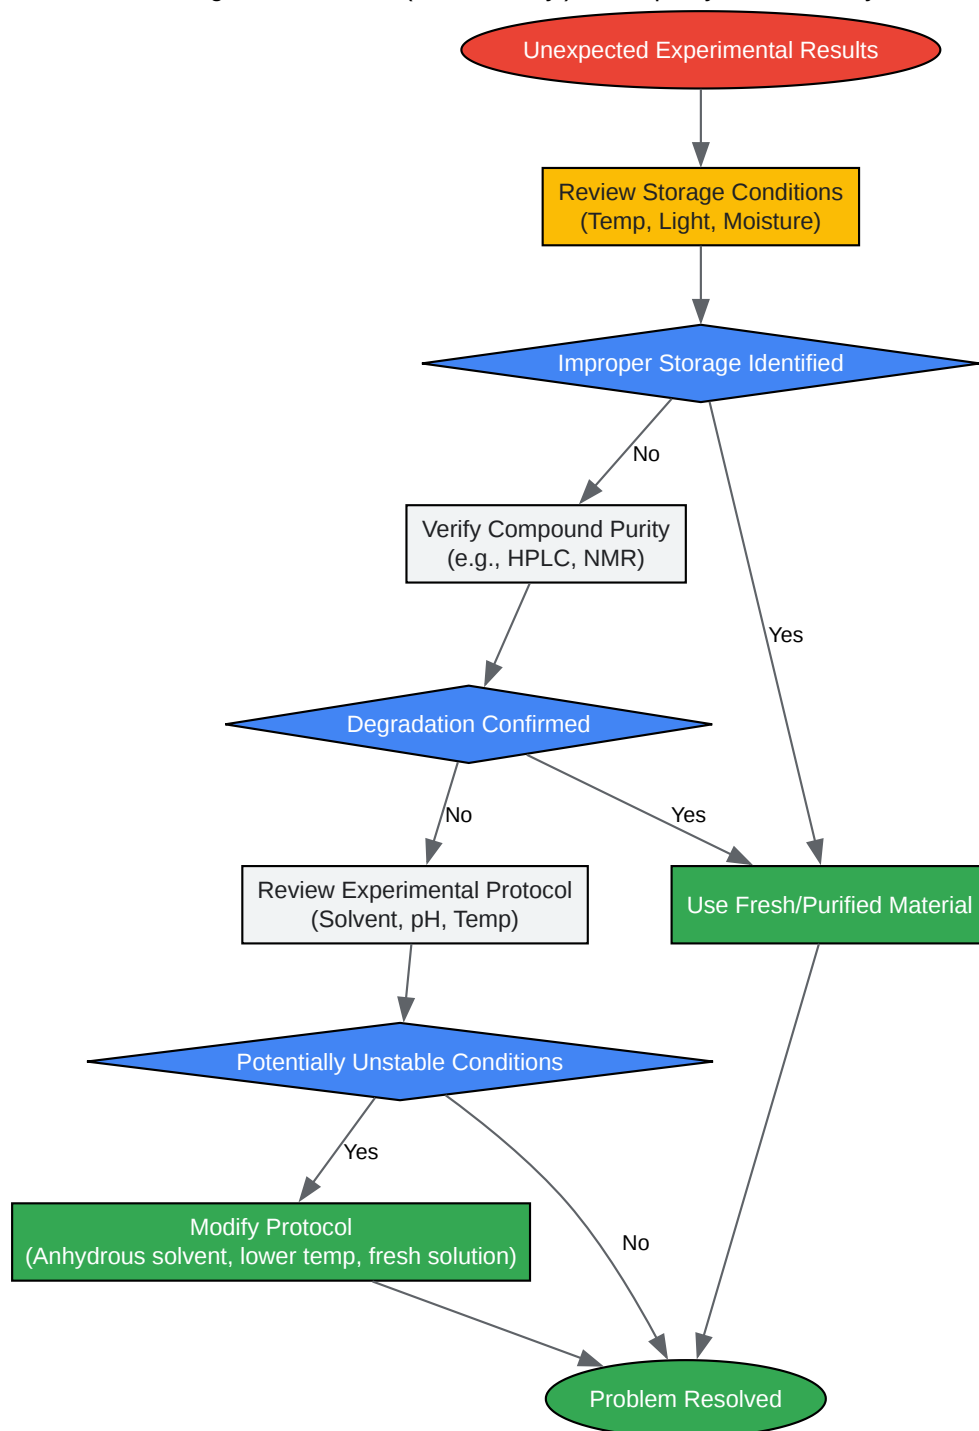 Unexpected Experimental Results
Review Storage Conditions
(Temp, Light, Moisture)
Improper Storage Identified
No
Verify Compound Purity
(e.g., HPLC, NMR)
Yes
Degradation Confirmed
No
Yes
Review Experimental Protocol
(Solvent, pH, Temp)
Use Fresh/Purified Material
Potentially Unstable Conditions
Yes
Modify Protocol
(Anhydrous solvent, lower temp, fresh solution)
No
Problem Resolved